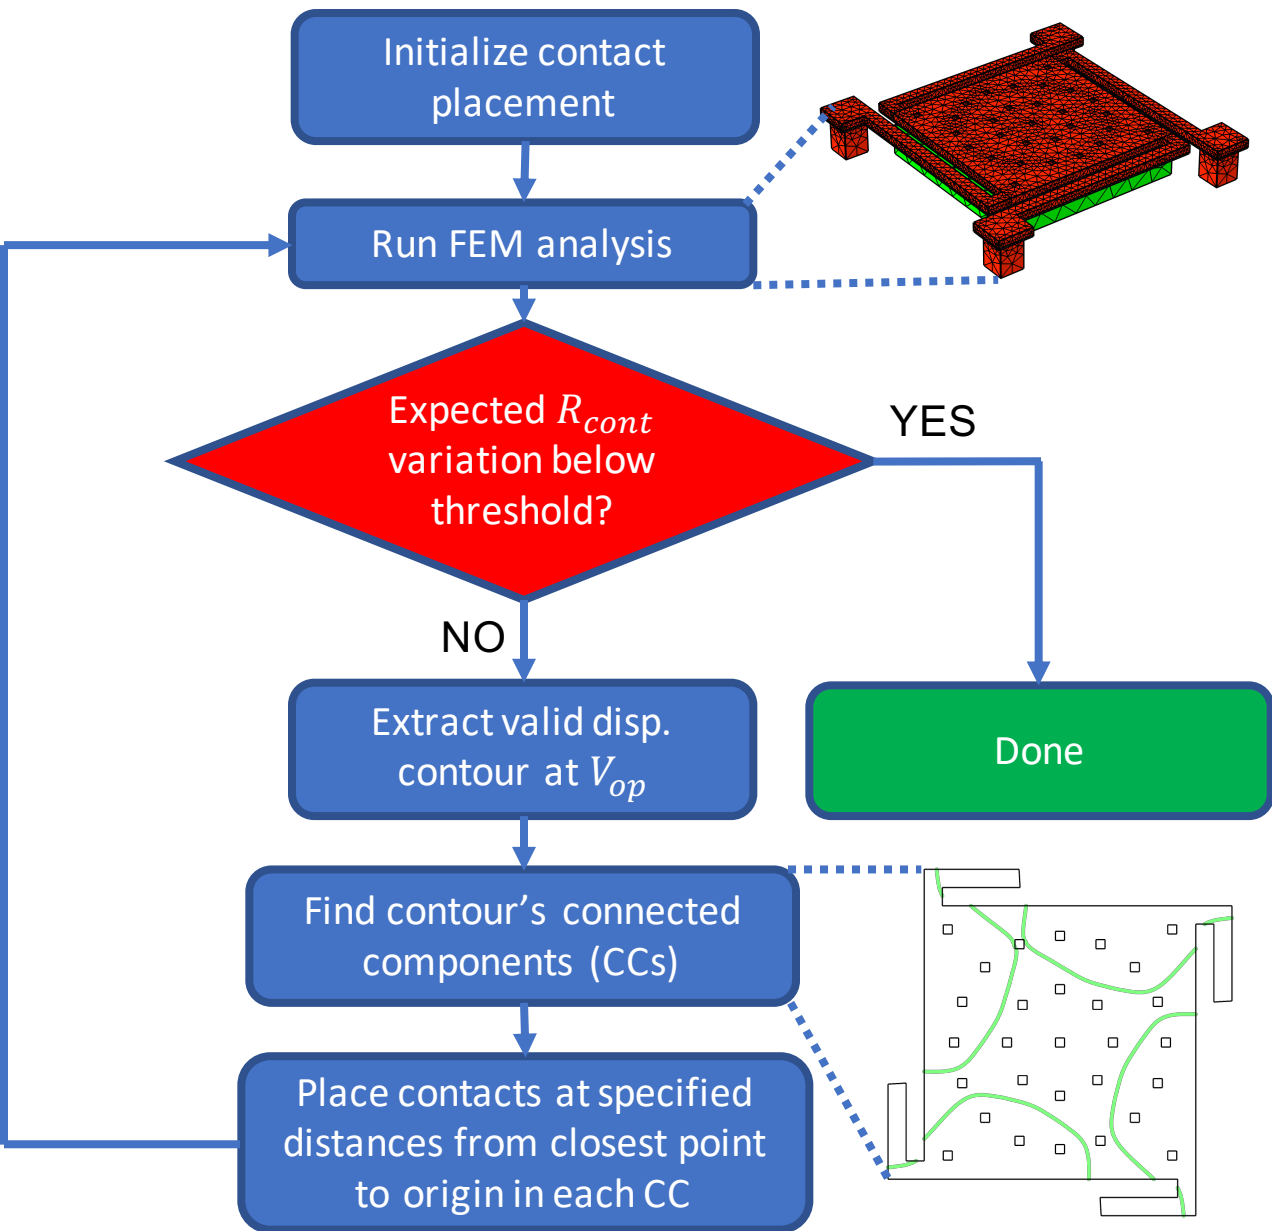 Initialize contact
placement
Run FEM analysis
Expected R_cont
variation below
threshold?
YES
NO
Extract valid disp.
contour at V_op
Done
Find contour’s connected
components (CCs)
Place contacts at specified
distances from closest point
to origin in each CC